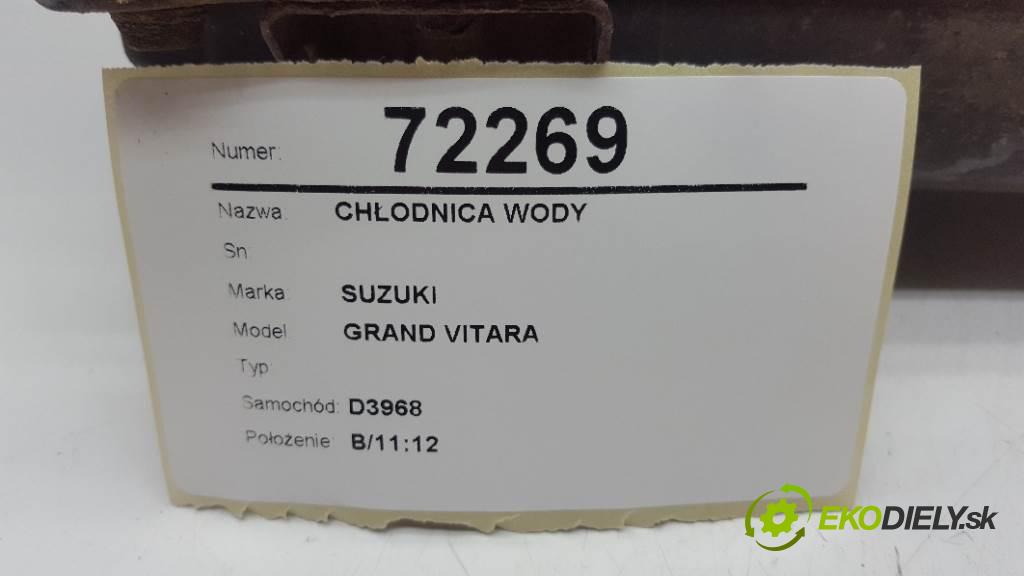 Numer: 72269
Nazwa: CHŁODNICA WODY
Sn
Marka: SUZUKI
Model GRAND VITARA
Typ:
Samochód: D3968
Położenie: B/11:12
EKODIELY.sk